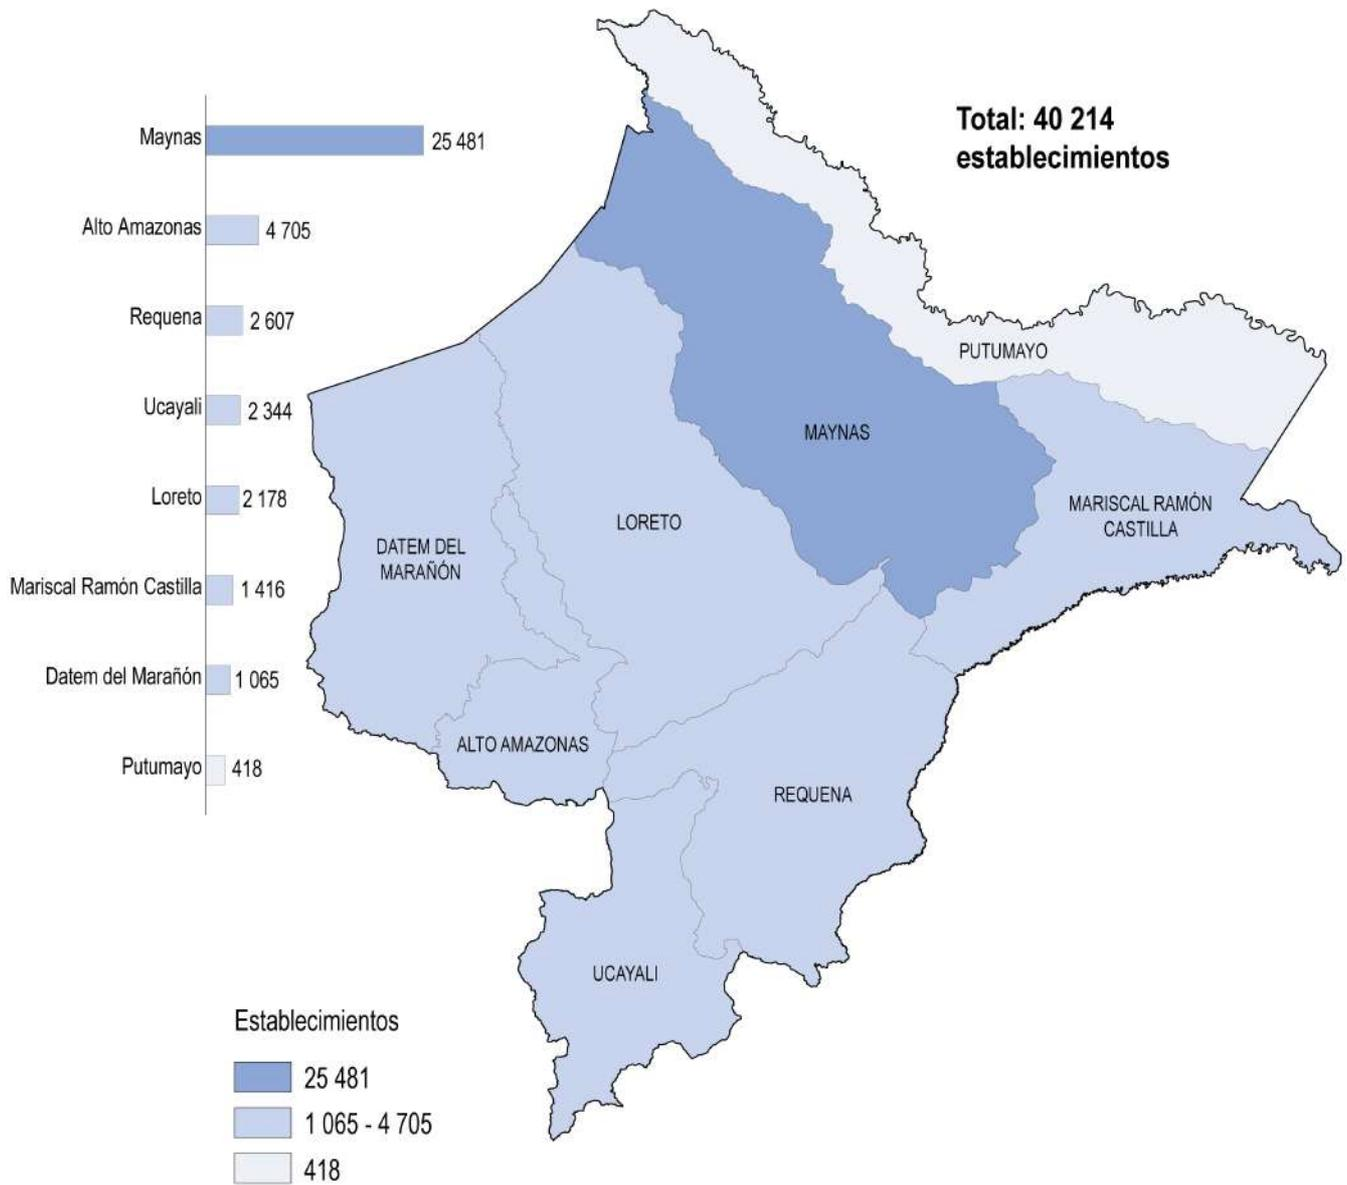 Total: 40 214
establecimientos
Maynas 25 481
Alto Amazonas 4 705
Requena 2 607
Ucayali 2 344
Loreto 2 178
Mariscal Ramón Castilla 1 416
Datem del Marañón 1 065
Putumayo 418
PUTUMAYO
MAYNAS
MARISCAL RAMÓN
CASTILLA
LORETO
DATEM DEL
MARAÑÓN
ALTO AMAZONAS
REQUENA
UCAYALI
Establecimientos
25 481
1 065 - 4 705
418